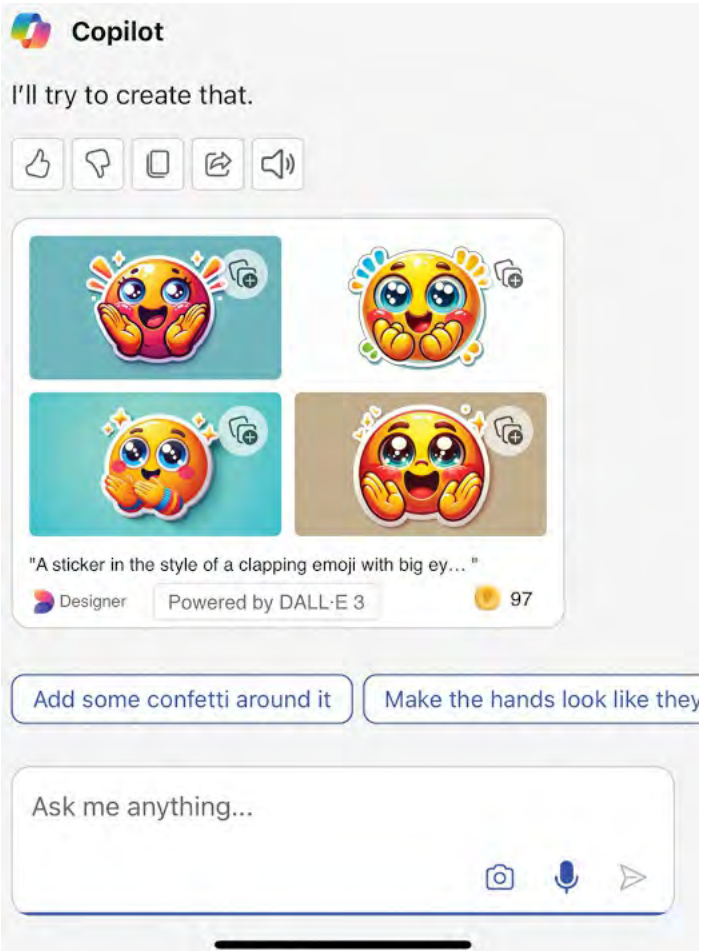 Copilot
I'll try to create that.
"A sticker in the style of a clapping emoji with big ey... "
Designer
Powered by DALL·E 3
97
Add some confetti around it
Make the hands look like they
Ask me anything...